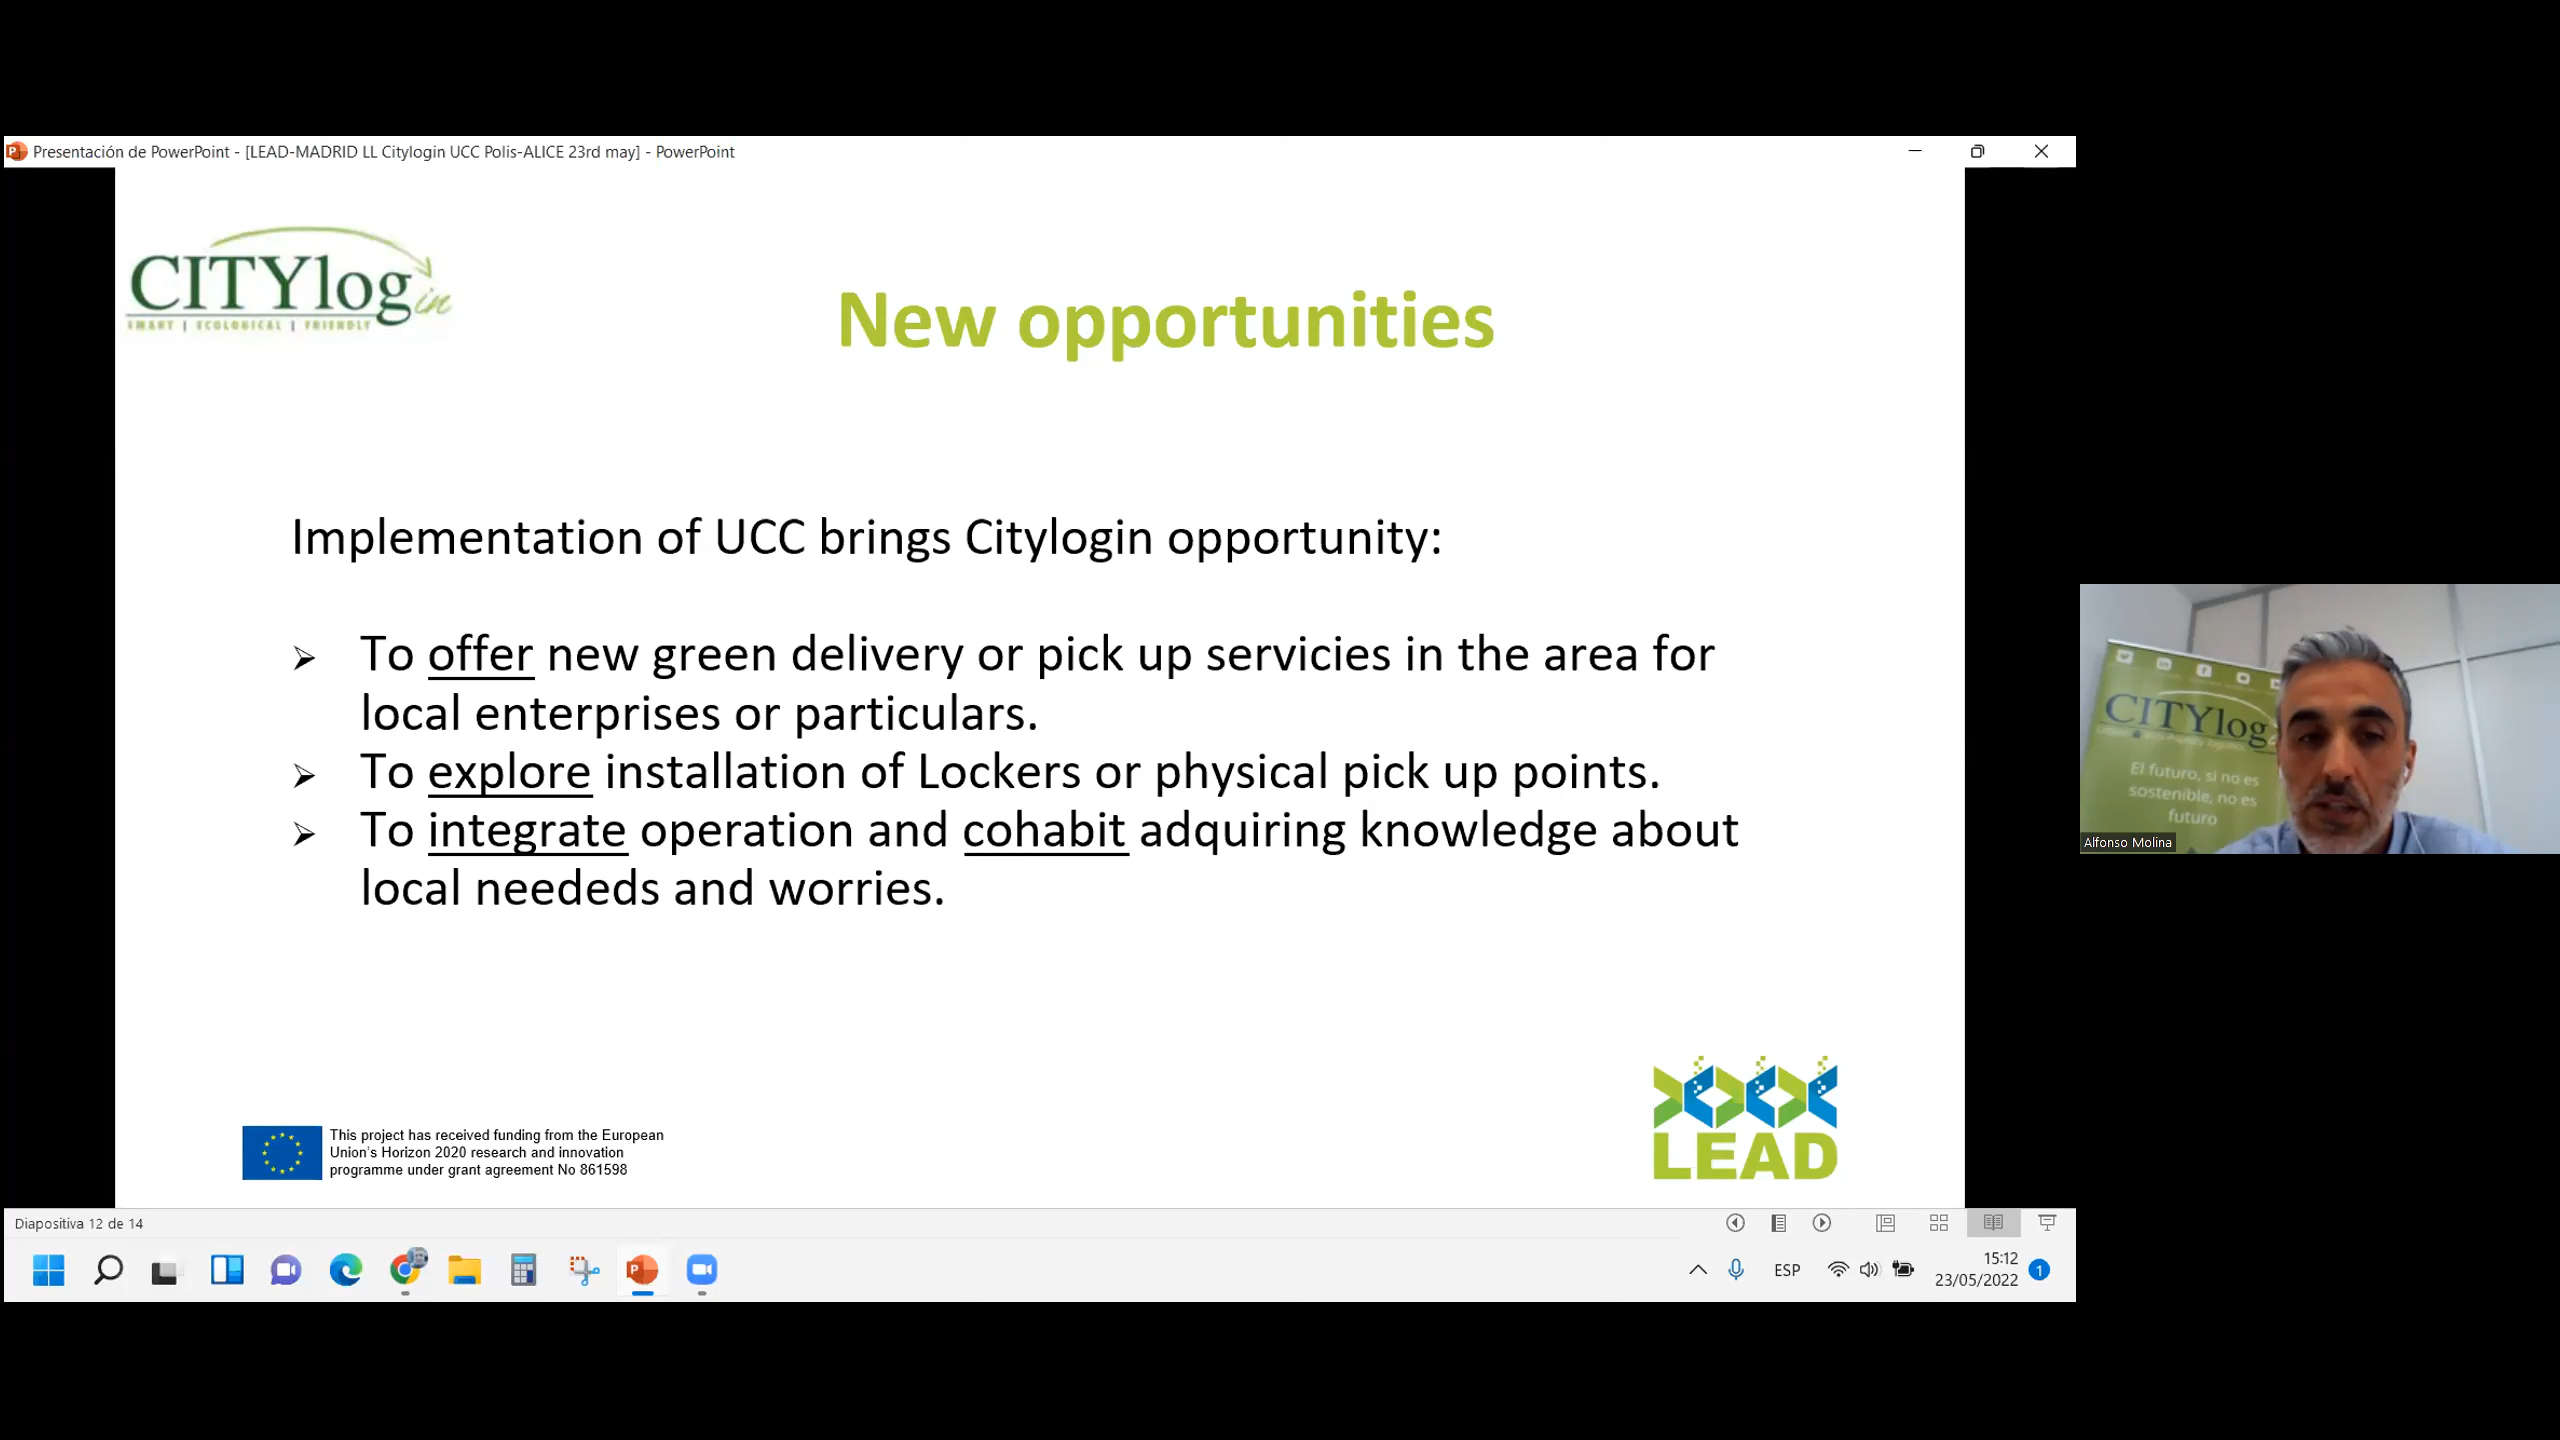 Presentación de PowerPoint - [LEAD-MADRID LL Citylogin UCC Polis-ALICE 23rd may] - PowerPoint
CITYlogin
SMART | ECOLOGICAL | FRIENDLY
New opportunities
Implementation of UCC brings Citylogin opportunity:
➢ To offer new green delivery or pick up servicies in the area for
local enterprises or particulars.
➢ To explore installation of Lockers or physical pick up points.
➢ To integrate operation and cohabit adquiring knowledge about
local neededs and worries.
This project has received funding from the European
Union's Horizon 2020 research and innovation
programme under grant agreement No 861598
LEAD
CITYlog
El futuro, si no es
sostenible, no es
futuro
Alfonso Molina
Diapositiva 12 de 14
ESP
15:12
23/05/2022
1